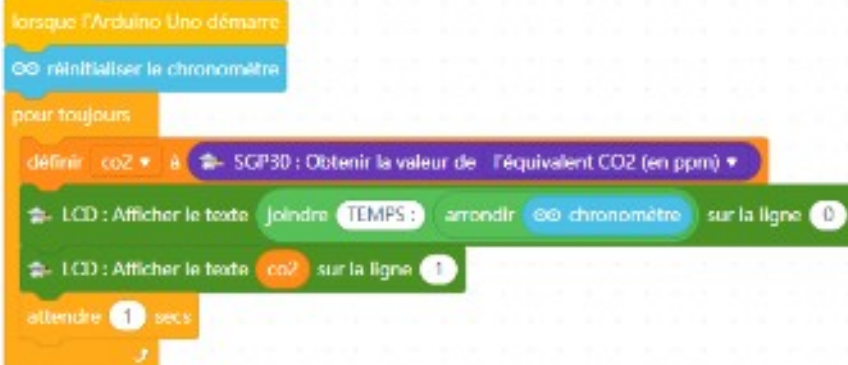 lorsque l'Arduino Uno démarre
réinitialiser le chronomètre
pour toujours
définir co2 à SGP30 : Obtenir la valeur de l'équivalent CO2 (en ppm)
LCD : Afficher le texte joindre TEMPS : arrondir chronomètre sur la ligne 0
LCD : Afficher le texte co2 sur la ligne 1
attendre 1 secs